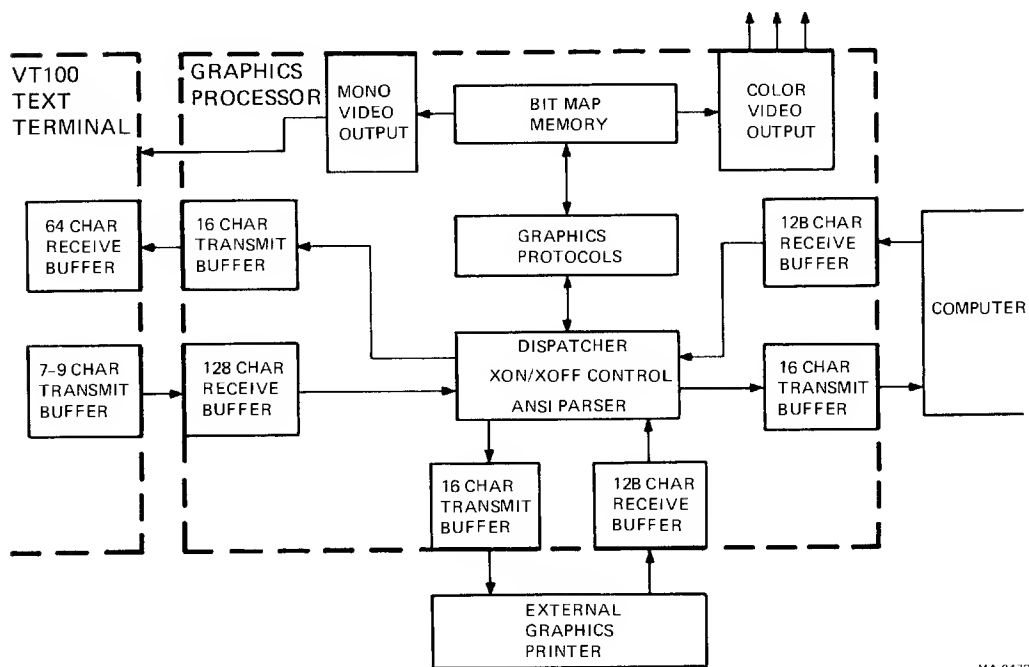 VT100
TEXT
TERMINAL
GRAPHICS
PROCESSOR
MONO
VIDEO
OUTPUT
BIT MAP
MEMORY
COLOR
VIDEO
OUTPUT
64 CHAR
RECEIVE
BUFFER
16 CHAR
TRANSMIT
BUFFER
GRAPHICS
PROTOCOLS
12B CHAR
RECEIVE
BUFFER
COMPUTER
7-9 CHAR
TRANSMIT
BUFFER
128 CHAR
RECEIVE
BUFFER
DISPATCHER
XON/XOFF CONTROL
ANSI PARSER
16 CHAR
TRANSMIT
BUFFER
16 CHAR
TRANSMIT
BUFFER
12B CHAR
RECEIVE
BUFFER
EXTERNAL
GRAPHICS
PRINTER